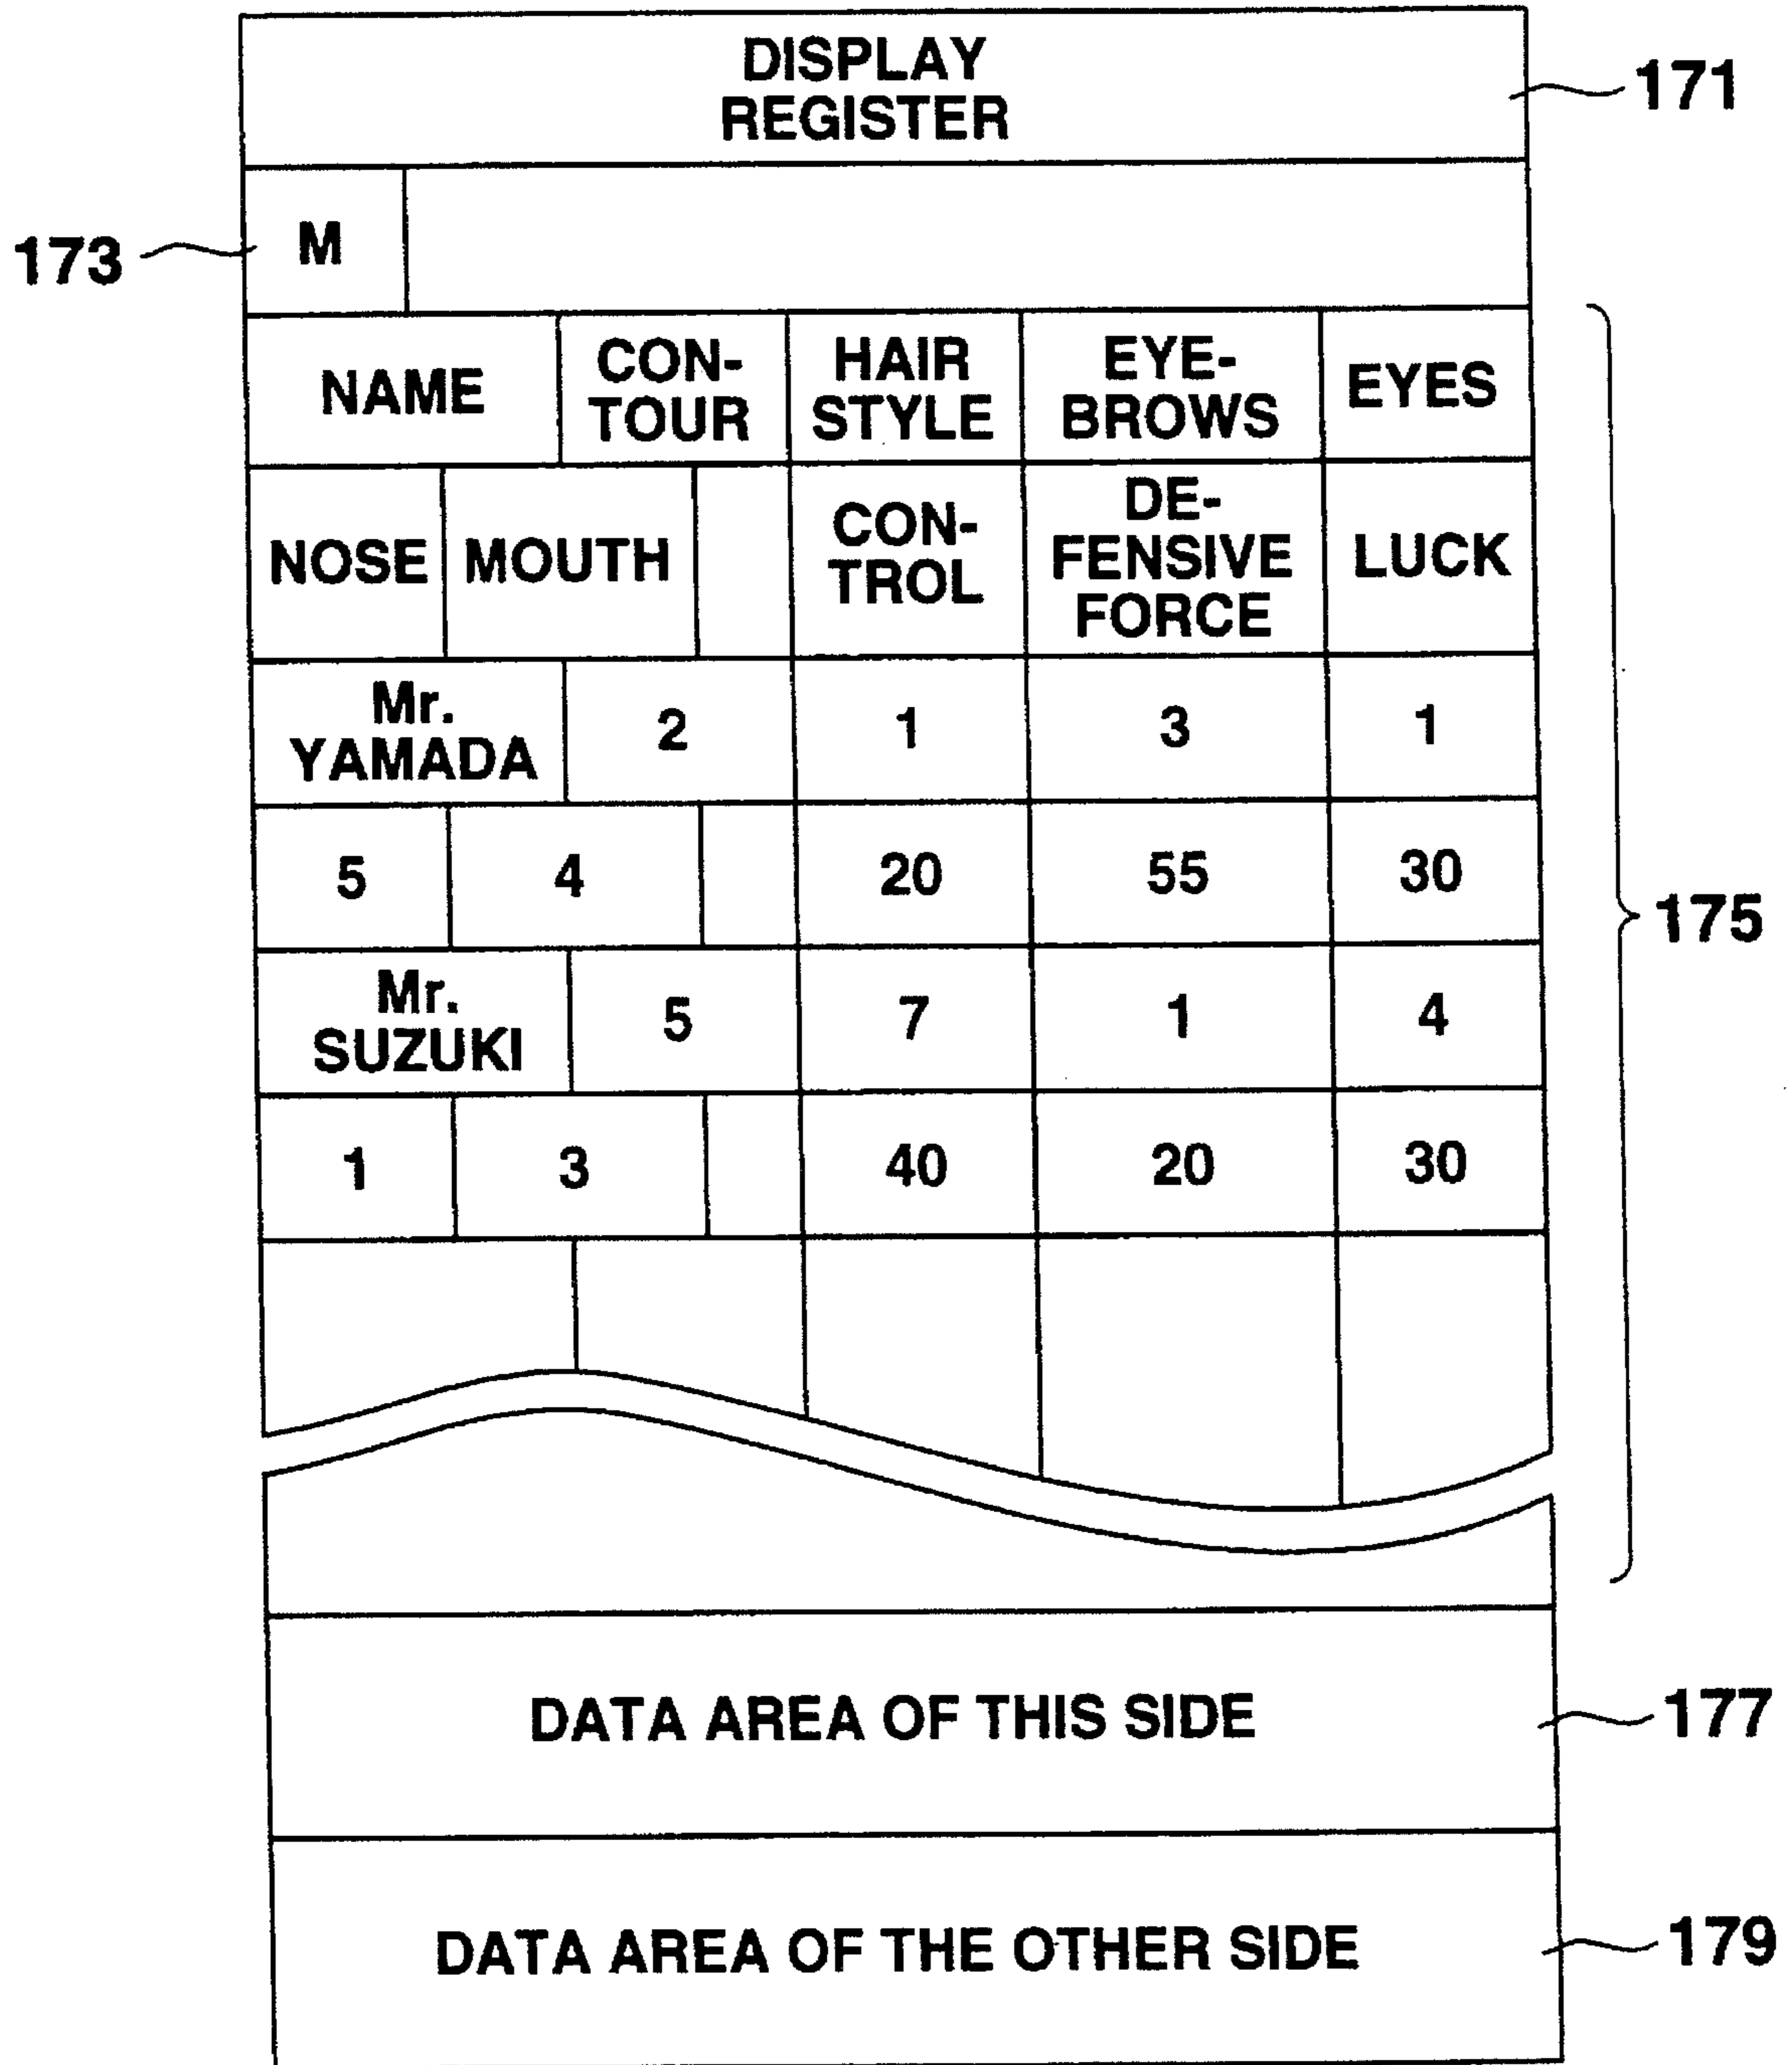 DISPLAY
REGISTER
171
173
M
NAME
CON-
TOUR
HAIR
STYLE
EYE-
BROWS
EYES
NOSE
MOUTH
CON-
TROL
DE-
FENSIVE
FORCE
LUCK
Mr.
YAMADA
2
1
3
1
5
4
20
55
30
175
Mr.
SUZUKI
5
7
1
4
1
3
40
20
30
DATA AREA OF THIS SIDE
177
DATA AREA OF THE OTHER SIDE
179